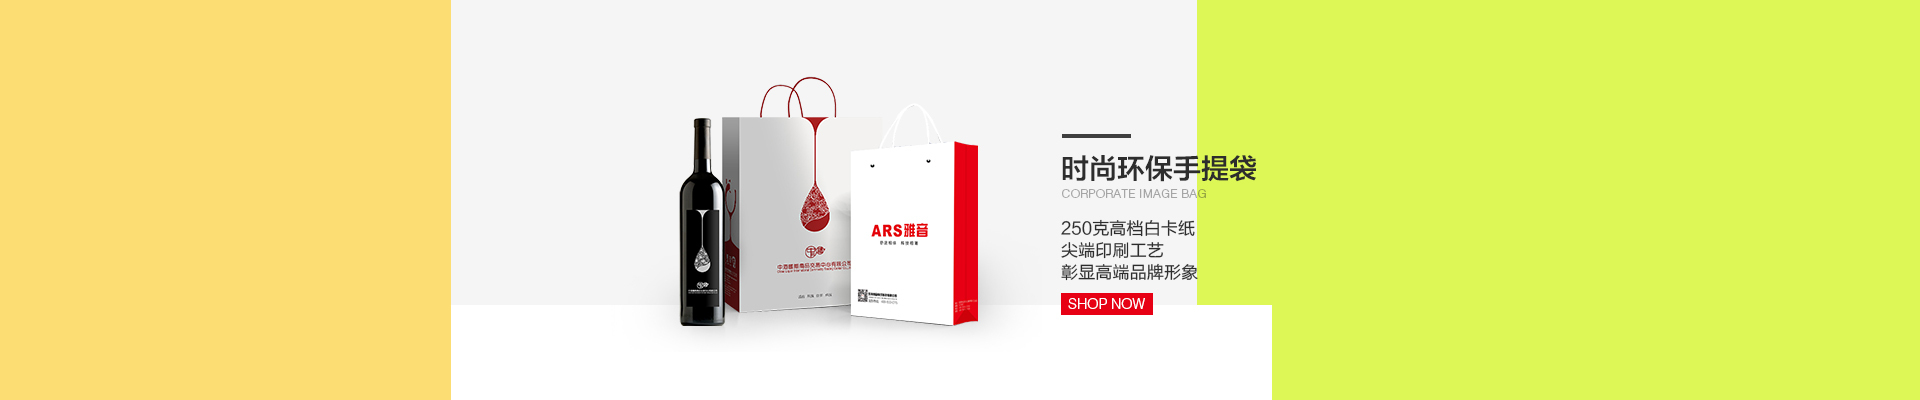 ARS雅音
时尚环保手提袋
CORPORATE IMAGE BAG
250克高档白卡纸
尖端印刷工艺
彰显高端品牌形象
SHOP NOW